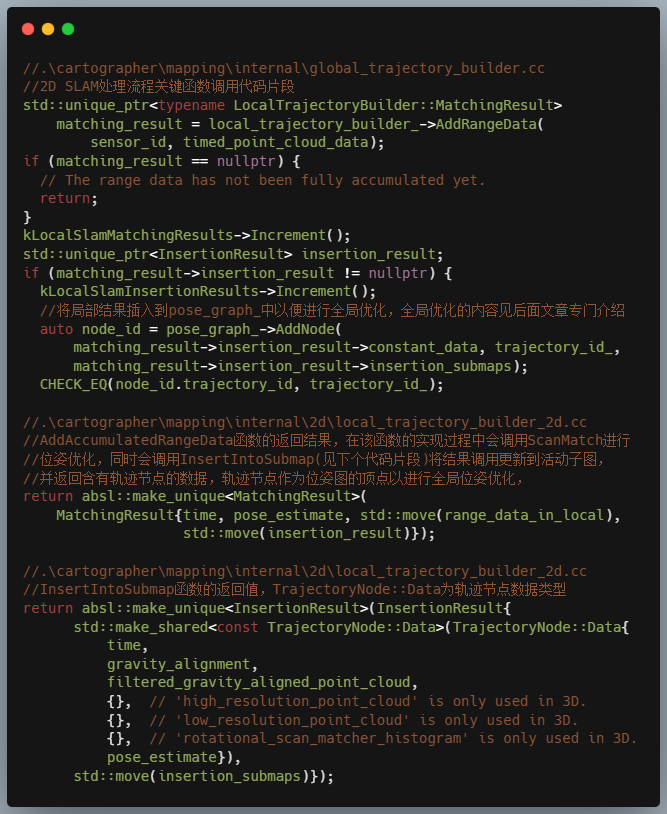 //.\cartographer\mapping\internal\global_trajectory_builder.cc
//2D SLAM处理流程关键函数调用代码片段
std::unique_ptr<typename LocalTrajectoryBuilder::MatchingResult>
    matching_result = local_trajectory_builder_->AddRangeData(
        sensor_id, timed_point_cloud_data);
if (matching_result == nullptr) {
  // The range data has not been fully accumulated yet.
  return;
}
kLocalSlamMatchingResults->Increment();
std::unique_ptr<InsertionResult> insertion_result;
if (matching_result->insertion_result != nullptr) {
  kLocalSlamInsertionResults->Increment();
  //将局部结果插入到pose_graph_中以便进行全局优化，全局优化的内容见后面文章专门介绍
  auto node_id = pose_graph_->AddNode(
      matching_result->insertion_result->constant_data, trajectory_id_,
      matching_result->insertion_result->insertion_submaps);
  CHECK_EQ(node_id.trajectory_id, trajectory_id_);

//.\cartographer\mapping\internal\2d\local_trajectory_builder_2d.cc
//AddAccumulatedRangeData函数的返回结果，在该函数的实现过程中会调用ScanMatch进行
//位姿优化，同时会调用InsertIntoSubmap(见下个代码片段)将结果调用更新到活动子图，
//并返回含有轨迹节点的数据，轨迹节点作为位姿图的顶点以进行全局位姿优化，
return absl::make_unique<MatchingResult>(
    MatchingResult{time, pose_estimate, std::move(range_data_in_local),
                   std::move(insertion_result)});

//.\cartographer\mapping\internal\2d\local_trajectory_builder_2d.cc
//InsertIntoSubmap函数的返回值，TrajectoryNode::Data为轨迹节点数据类型
return absl::make_unique<InsertionResult>(InsertionResult{
      std::make_shared<const TrajectoryNode::Data>(TrajectoryNode::Data{
          time,
          gravity_alignment,
          filtered_gravity_aligned_point_cloud,
          {},  // 'high_resolution_point_cloud' is only used in 3D.
          {},  // 'low_resolution_point_cloud' is only used in 3D.
          {},  // 'rotational_scan_matcher_histogram' is only used in 3D.
          pose_estimate}),
      std::move(insertion_submaps)});